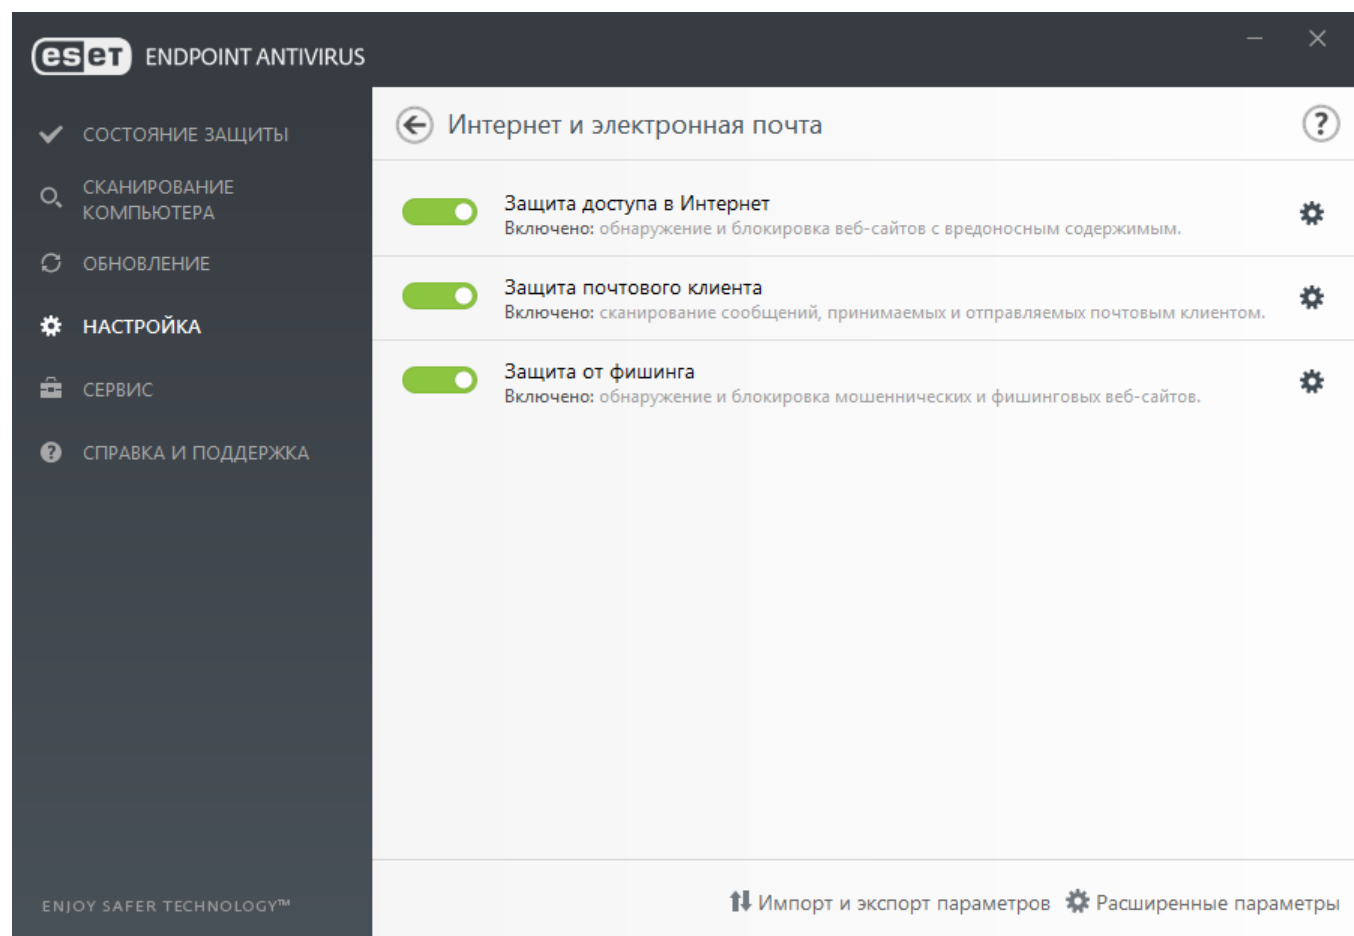 eset ENDPOINT ANTIVIRUS
СОСТОЯНИЕ ЗАЩИТЫ
СКАНИРОВАНИЕ
КОМПЬЮТЕРА
ОБНОВЛЕНИЕ
НАСТРОЙКА
СЕРВИС
СПРАВКА И ПОДДЕРЖКА
ENJOY SAFER TECHNOLOGY™
Интернет и электронная почта
?
Защита доступа в Интернет
Включено: обнаружение и блокировка веб-сайтов с вредоносным содержимым.
Защита почтового клиента
Включено: сканирование сообщений, принимаемых и отправляемых почтовым клиентом.
Защита от фишинга
Включено: обнаружение и блокировка мошеннических и фишинговых веб-сайтов.
Импорт и экспорт параметров Расширенные параметры